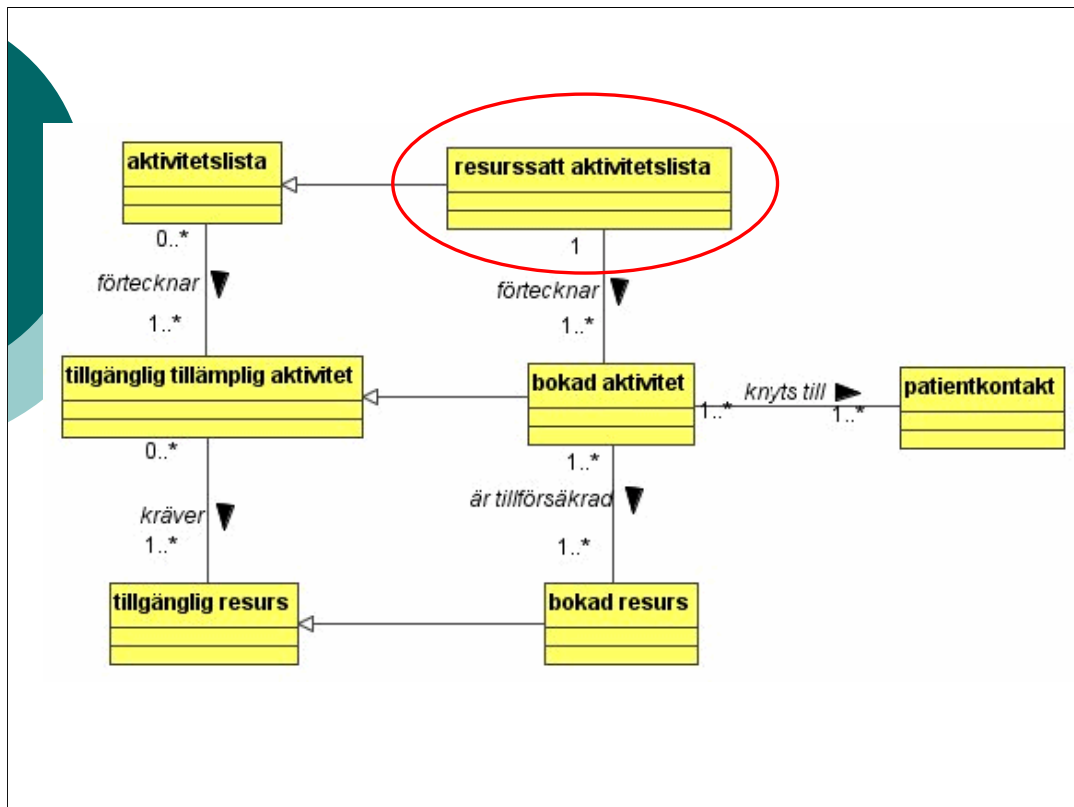 aktivitetslista
resurssatt aktivitetslista
0..*
1
förtecknar
förtecknar
1..*
1..*
tillgänglig tillämplig aktivitet
bokad aktivitet
knyts till
patientkontakt
1..*
1..*
0..*
1..*
är tillförsäkrad
kräver
1..*
1..*
tillgänglig resurs
bokad resurs